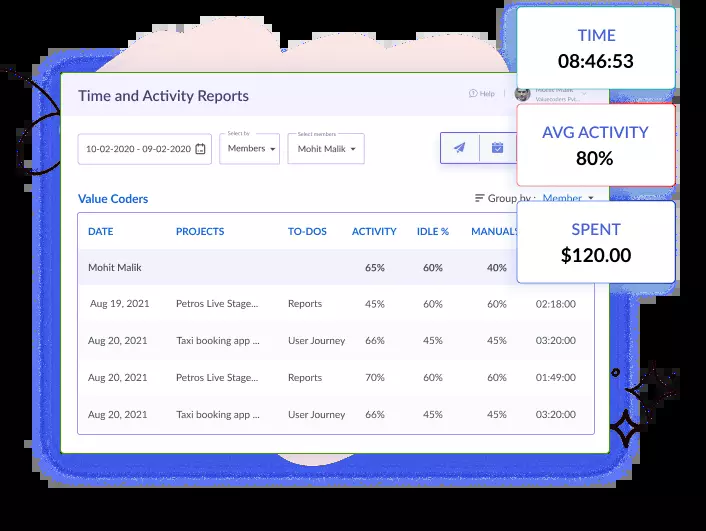 TIME
08:46:53
Time and Activity Reports
Help
Mohit Malik
AVG ACTIVITY
80%
Select by
Select members
10-02-2020 - 09-02-2020
Members
Mohit Malik
Value Coders
Group by : Member
SPENT
$120.00
DATE PROJECTS TO-DOS ACTIVITY IDLE % MANUAL
Mohit Malik 65% 60% 40%
Aug 19, 2021 Petros Live Stage... Reports 45% 60% 60% 02:18:00
Aug 20, 2021 Taxi booking app ... User Journey 66% 45% 45% 03:20:00
Aug 20, 2021 Petros Live Stage... Reports 70% 60% 60% 01:49:00
Aug 20, 2021 Taxi booking app ... User Journey 66% 45% 45% 03:20:00